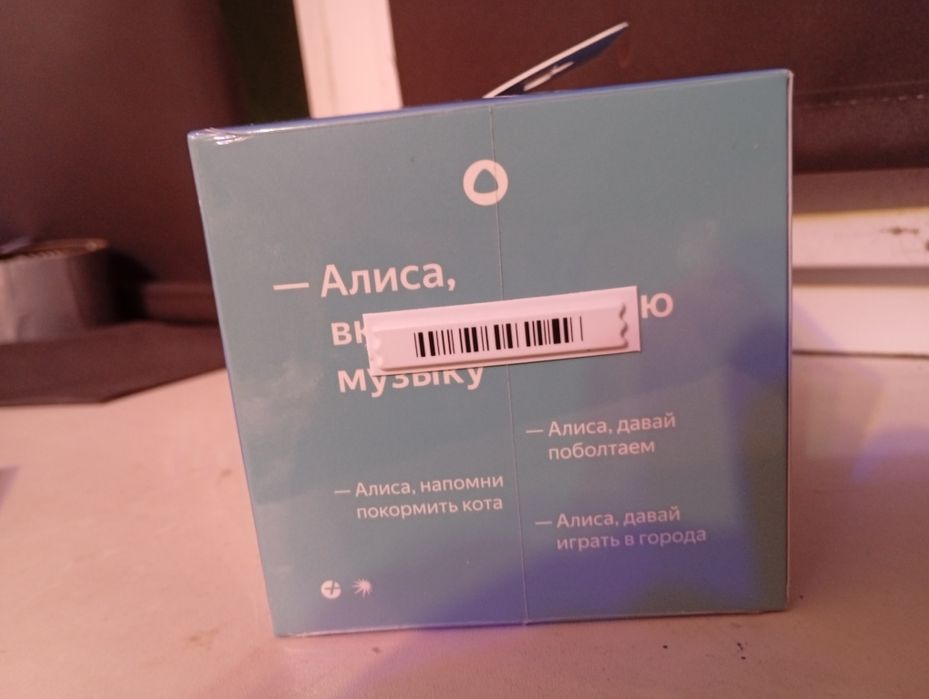 — Алиса,
музыку
— Алиса, давай
поболтаем
— Алиса, напомни
покормить кота
— Алиса, давай
играть в города